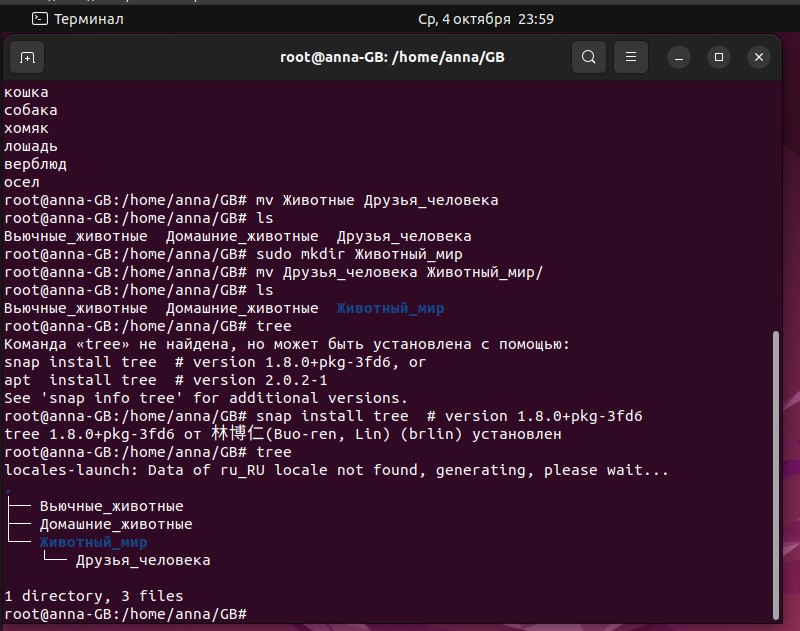 Терминал
Ср, 4 октября 23:59
root@anna-GB: /home/anna/GB
кошка
собака
хомяк
лошадь
верблюд
осел
root@anna-GB:/home/anna/GB# mv Животные Друзья_человека
root@anna-GB:/home/anna/GB# ls
Вьючные_животные  Домашние_животные  Друзья_человека
root@anna-GB:/home/anna/GB# sudo mkdir Животный_мир
root@anna-GB:/home/anna/GB# mv Друзья_человека Животный_мир/
root@anna-GB:/home/anna/GB# ls
Вьючные_животные  Домашние_животные  Животный_мир
root@anna-GB:/home/anna/GB# tree
Команда «tree» не найдена, но может быть установлена с помощью:
snap install tree  # version 1.8.0+pkg-3fd6, or
apt  install tree  # version 2.0.2-1
See 'snap info tree' for additional versions.
root@anna-GB:/home/anna/GB# snap install tree  # version 1.8.0+pkg-3fd6
tree 1.8.0+pkg-3fd6 от 林博仁(Buo-ren, Lin) (brlin) установлен
root@anna-GB:/home/anna/GB# tree
locales-launch: Data of ru_RU locale not found, generating, please wait...
.
├── Вьючные_животные
├── Домашние_животные
└── Животный_мир
    └── Друзья_человека

1 directory, 3 files
root@anna-GB:/home/anna/GB#